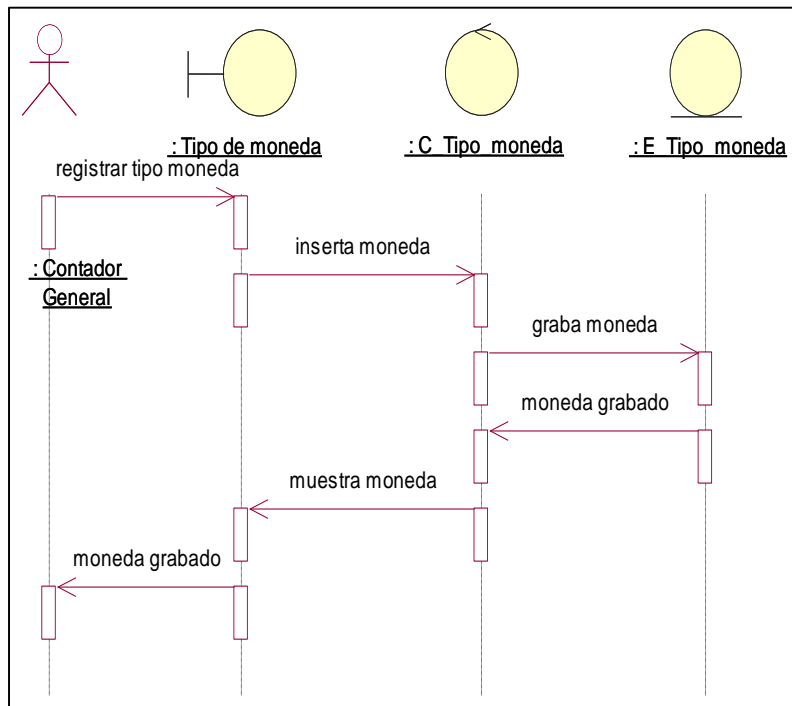 : Tipo de moneda
: C_Tipo_moneda
: E_Tipo_moneda
registrar tipo moneda
inserta moneda
: Contador
General
graba moneda
moneda grabado
muestra moneda
moneda grabado